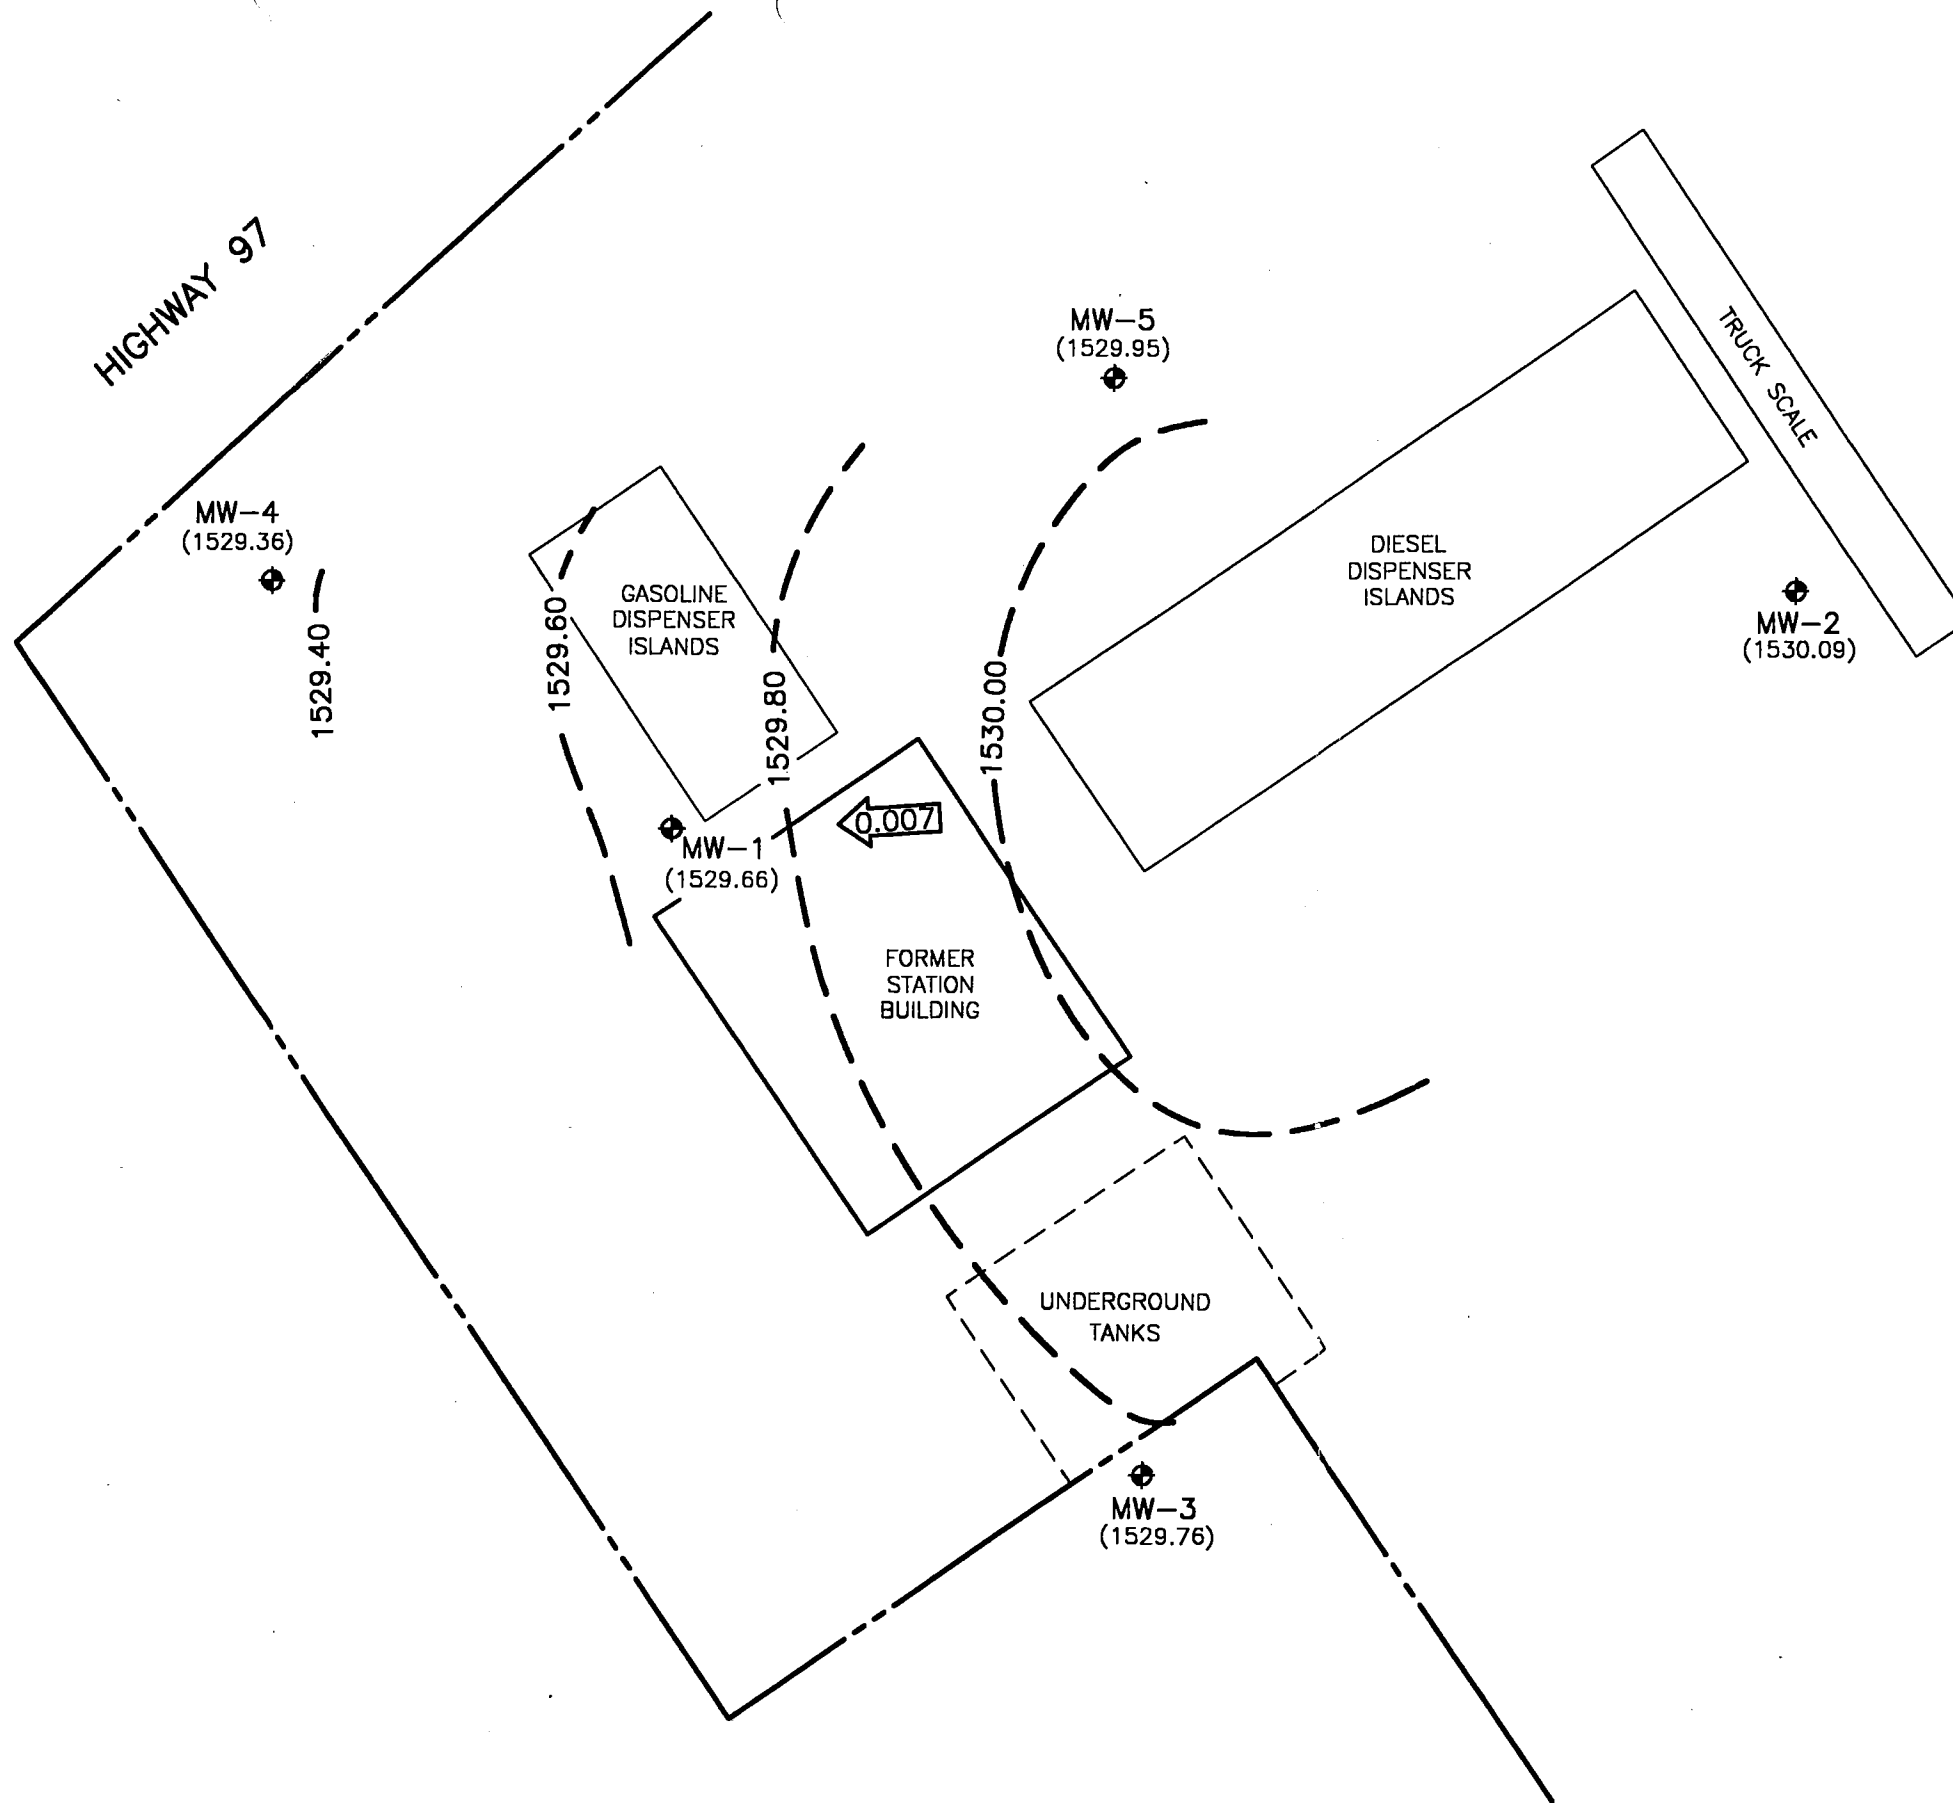 HIGHWAY 97
MW-5
(1529.95)
TRUCK SCALE
MW-4
(1529.36)
DIESEL
DISPENSER
ISLANDS
GASOLINE
DISPENSER
ISLANDS
MW-2
(1530.09)
1529.40
1529.60
1529.80
1530.00
0.007
MW-1
(1529.66)
FORMER
STATION
BUILDING
UNDERGROUND
TANKS
MW-3
(1529.76)